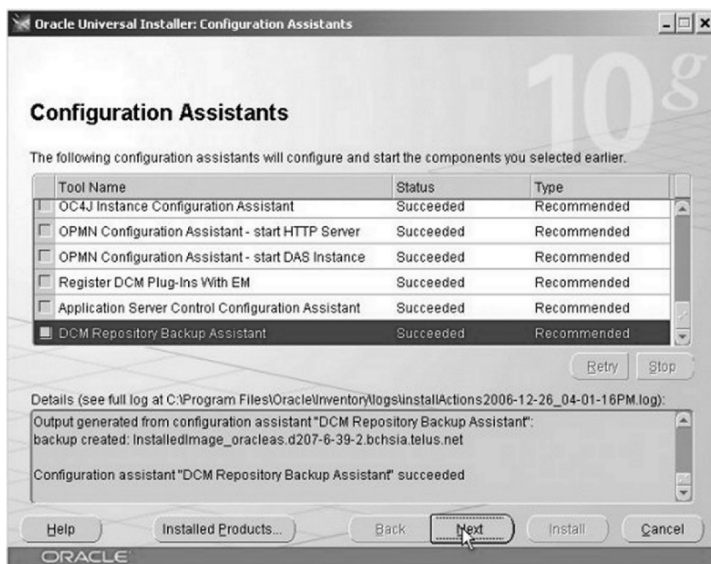 Oracle Universal Installer: Configuration Assistants
10g
Configuration Assistants
The following configuration assistants will configure and start the components you selected earlier.
Tool Name Status Type
OC4J Instance Configuration Assistant Succeeded Recommended
OPMN Configuration Assistant - start HTTP Server Succeeded Recommended
OPMN Configuration Assistant - start DAS Instance Succeeded Recommended
Register DCM Plug-Ins With EM Succeeded Recommended
Application Server Control Configuration Assistant Succeeded Recommended
DCM Repository Backup Assistant Succeeded Recommended
Retry Stop
Details (see full log at C:\Program Files\Oracle\Inventory\logs\installActions2006-12-26_04-01-16PM.log):
Output generated from configuration assistant "DCM Repository Backup Assistant":
backup created: InstalledImage_oracleas.d207-6-39-2.bchsia.telus.net
Configuration assistant "DCM Repository Backup Assistant" succeeded
Help Installed Products... Back Next Install Cancel
ORACLE